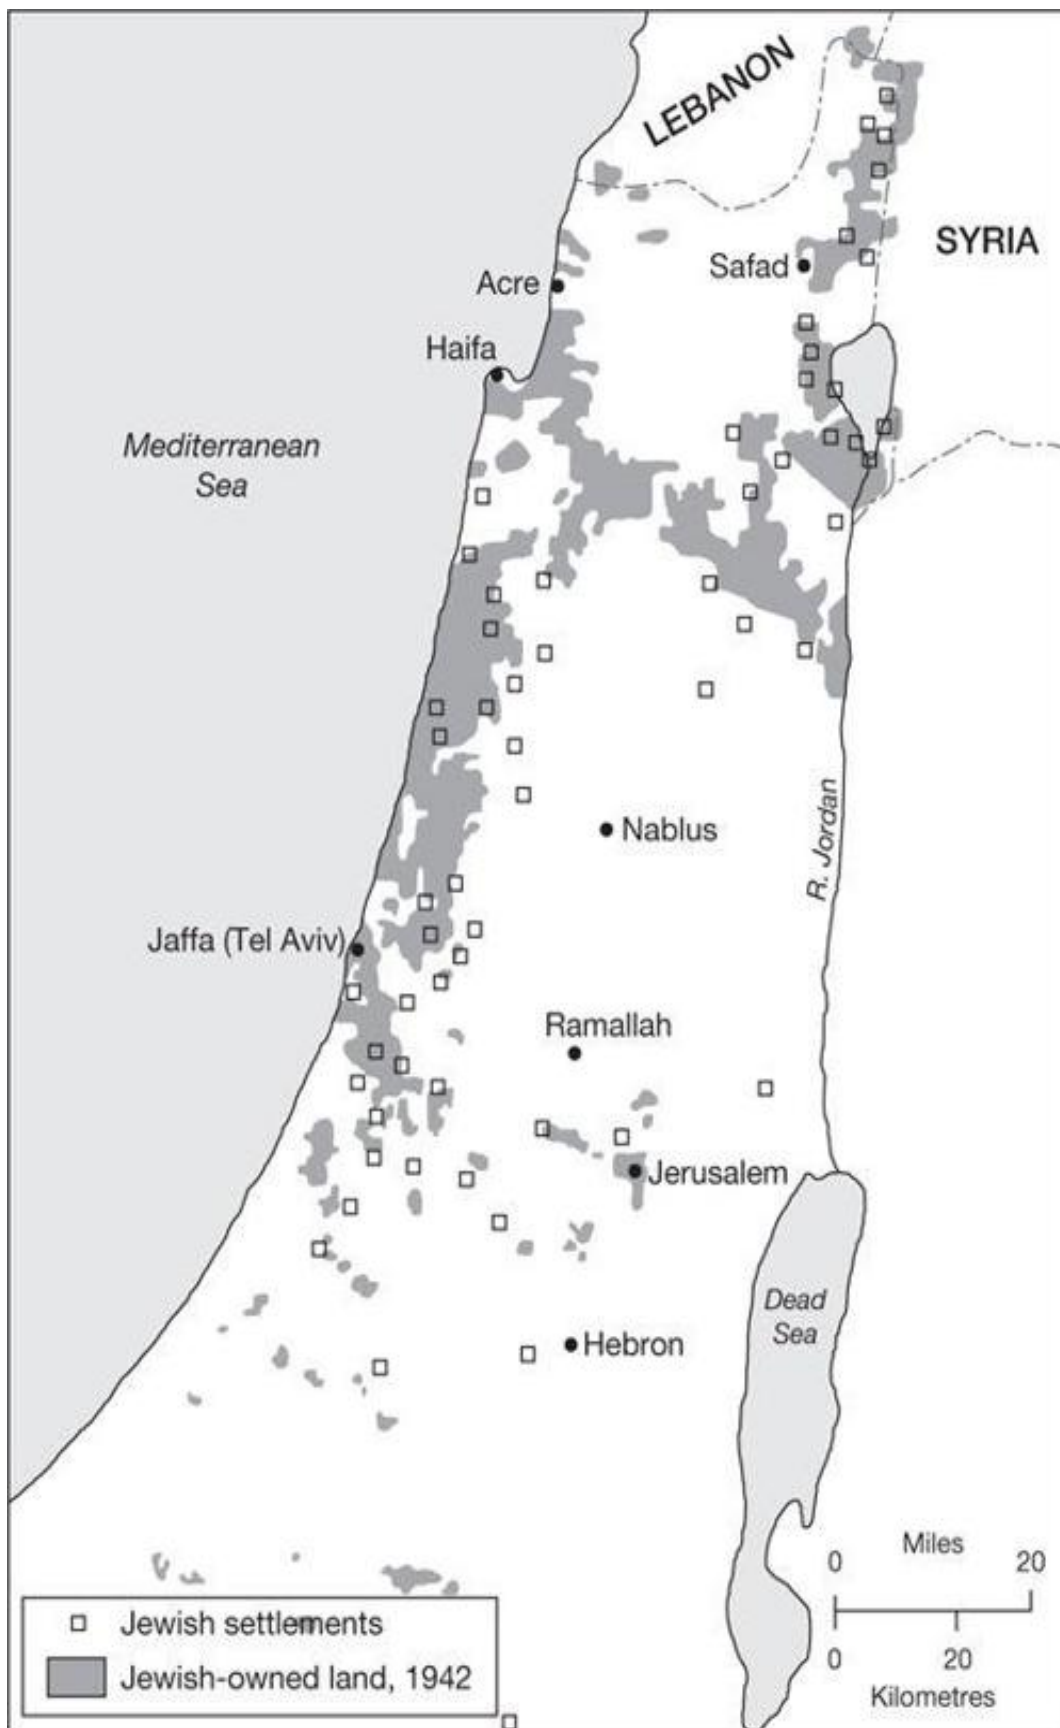 LEBANON
SYRIA
Safad
Acre
Haifa
Mediterranean
Sea
Nablus
R. Jordan
Jaffa (Tel Aviv)
Ramallah
Jerusalem
Dead
Sea
Hebron
Miles
0 20
0 20
Kilometres
Jewish settlements
Jewish-owned land, 1942